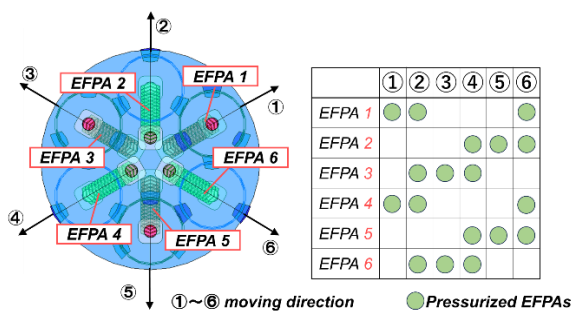 ②
③
EFPA 2
EFPA 1
①
EFPA 3
EFPA 6
④
EFPA 4
EFPA 5
⑥
⑤
①~⑥ moving direction
① ② ③ ④ ⑤ ⑥
EFPA 1
EFPA 2
EFPA 3
EFPA 4
EFPA 5
EFPA 6
Pressurized EFPAs